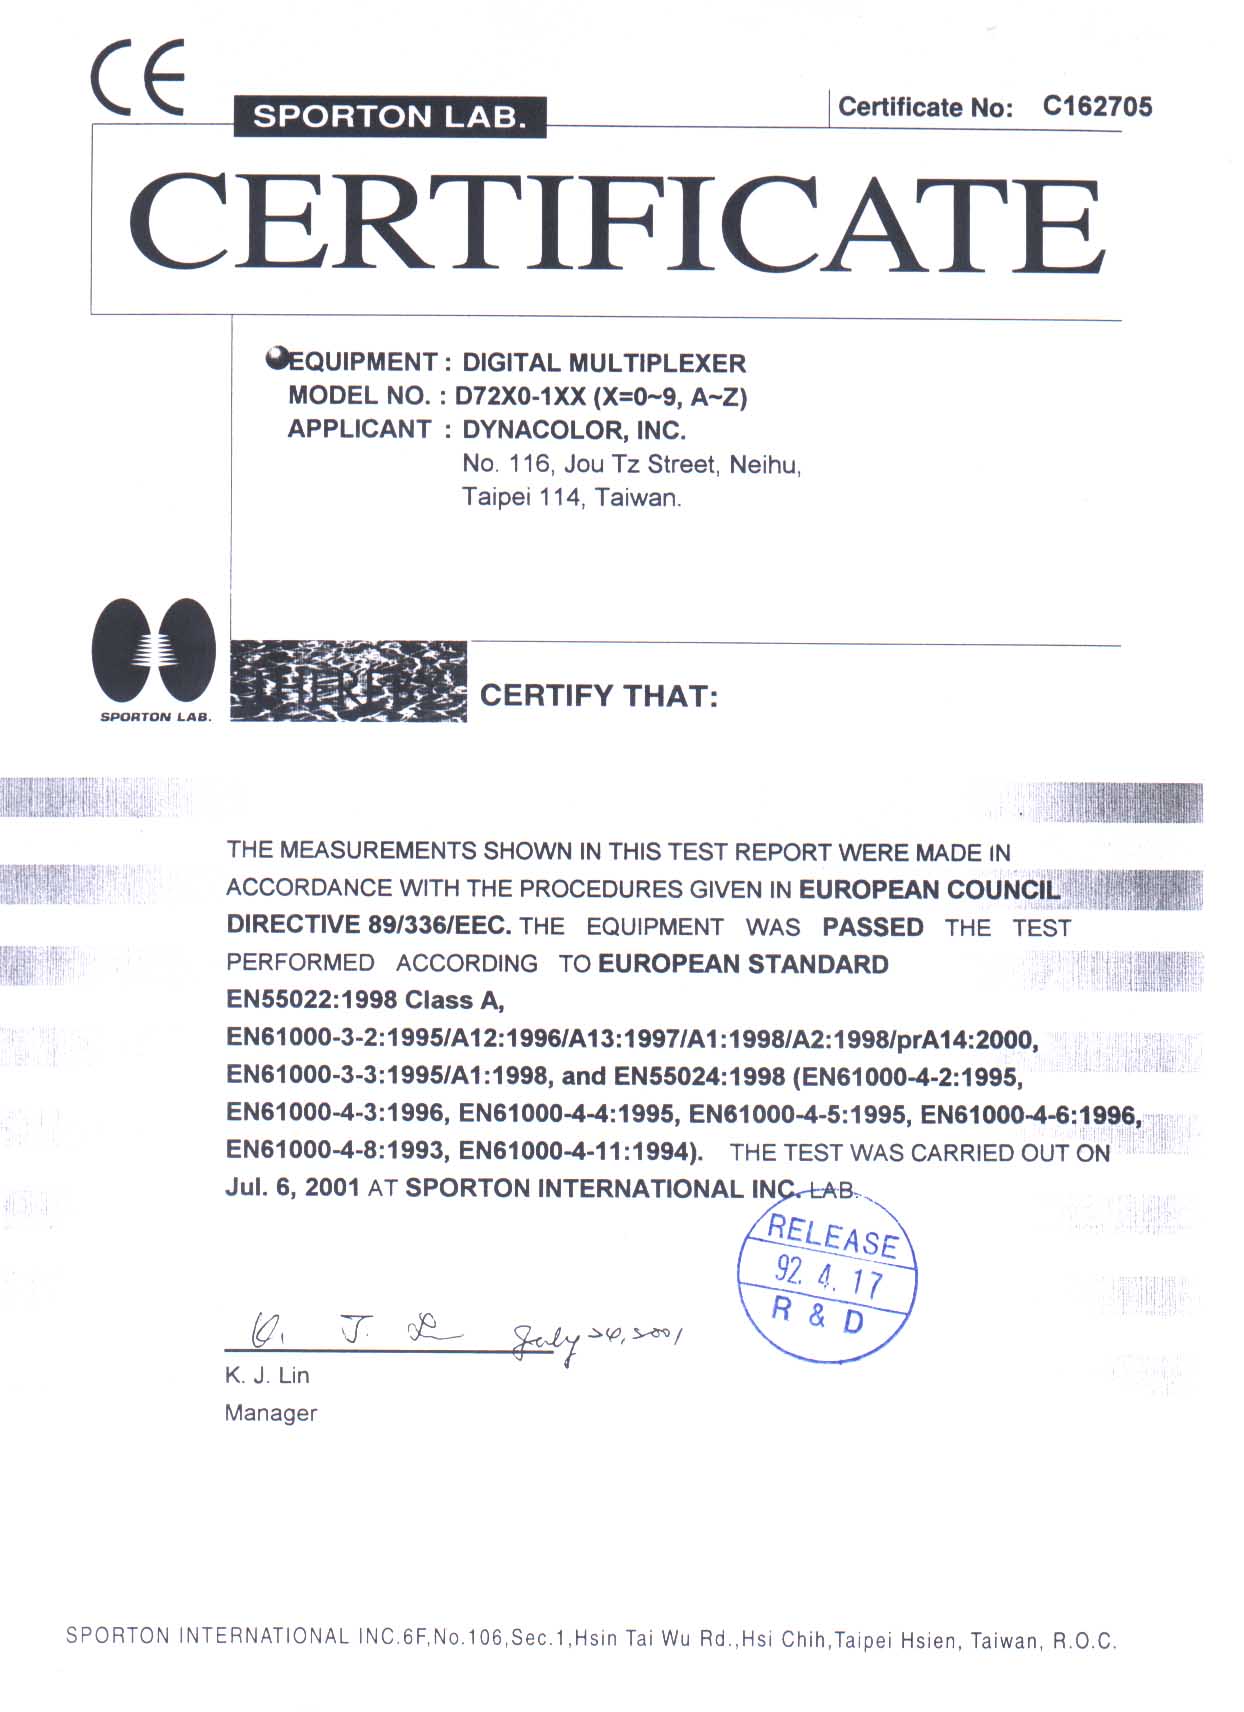 CE
SPORTON LAB.
Certificate No: C162705
CERTIFICATE
EQUIPMENT : DIGITAL MULTIPLEXER
MODEL NO. : D72X0-1XX (X=0~9, A~Z)
APPLICANT : DYNACOLOR, INC.
No. 116, Jou Tz Street, Neihu,
Taipei 114, Taiwan.
SPORTON LAB.
I HEREBY CERTIFY THAT:
THE MEASUREMENTS SHOWN IN THIS TEST REPORT WERE MADE IN
ACCORDANCE WITH THE PROCEDURES GIVEN IN EUROPEAN COUNCIL
DIRECTIVE 89/336/EEC. THE EQUIPMENT WAS PASSED THE TEST
PERFORMED ACCORDING TO EUROPEAN STANDARD
EN55022:1998 Class A,
EN61000-3-2:1995/A12:1996/A13:1997/A1:1998/A2:1998/prA14:2000,
EN61000-3-3:1995/A1:1998, and EN55024:1998 (EN61000-4-2:1995,
EN61000-4-3:1996, EN61000-4-4:1995, EN61000-4-5:1995, EN61000-4-6:1996,
EN61000-4-8:1993, EN61000-4-11:1994). THE TEST WAS CARRIED OUT ON
Jul. 6, 2001 AT SPORTON INTERNATIONAL INC. LAB.
RELEASE
92. 4. 17
R & D
K. J. Lin July 26, 2001
K. J. Lin
Manager
SPORTON INTERNATIONAL INC.6F,No.106,Sec.1,Hsin Tai Wu Rd.,Hsi Chih,Taipei Hsien, Taiwan, R.O.C.